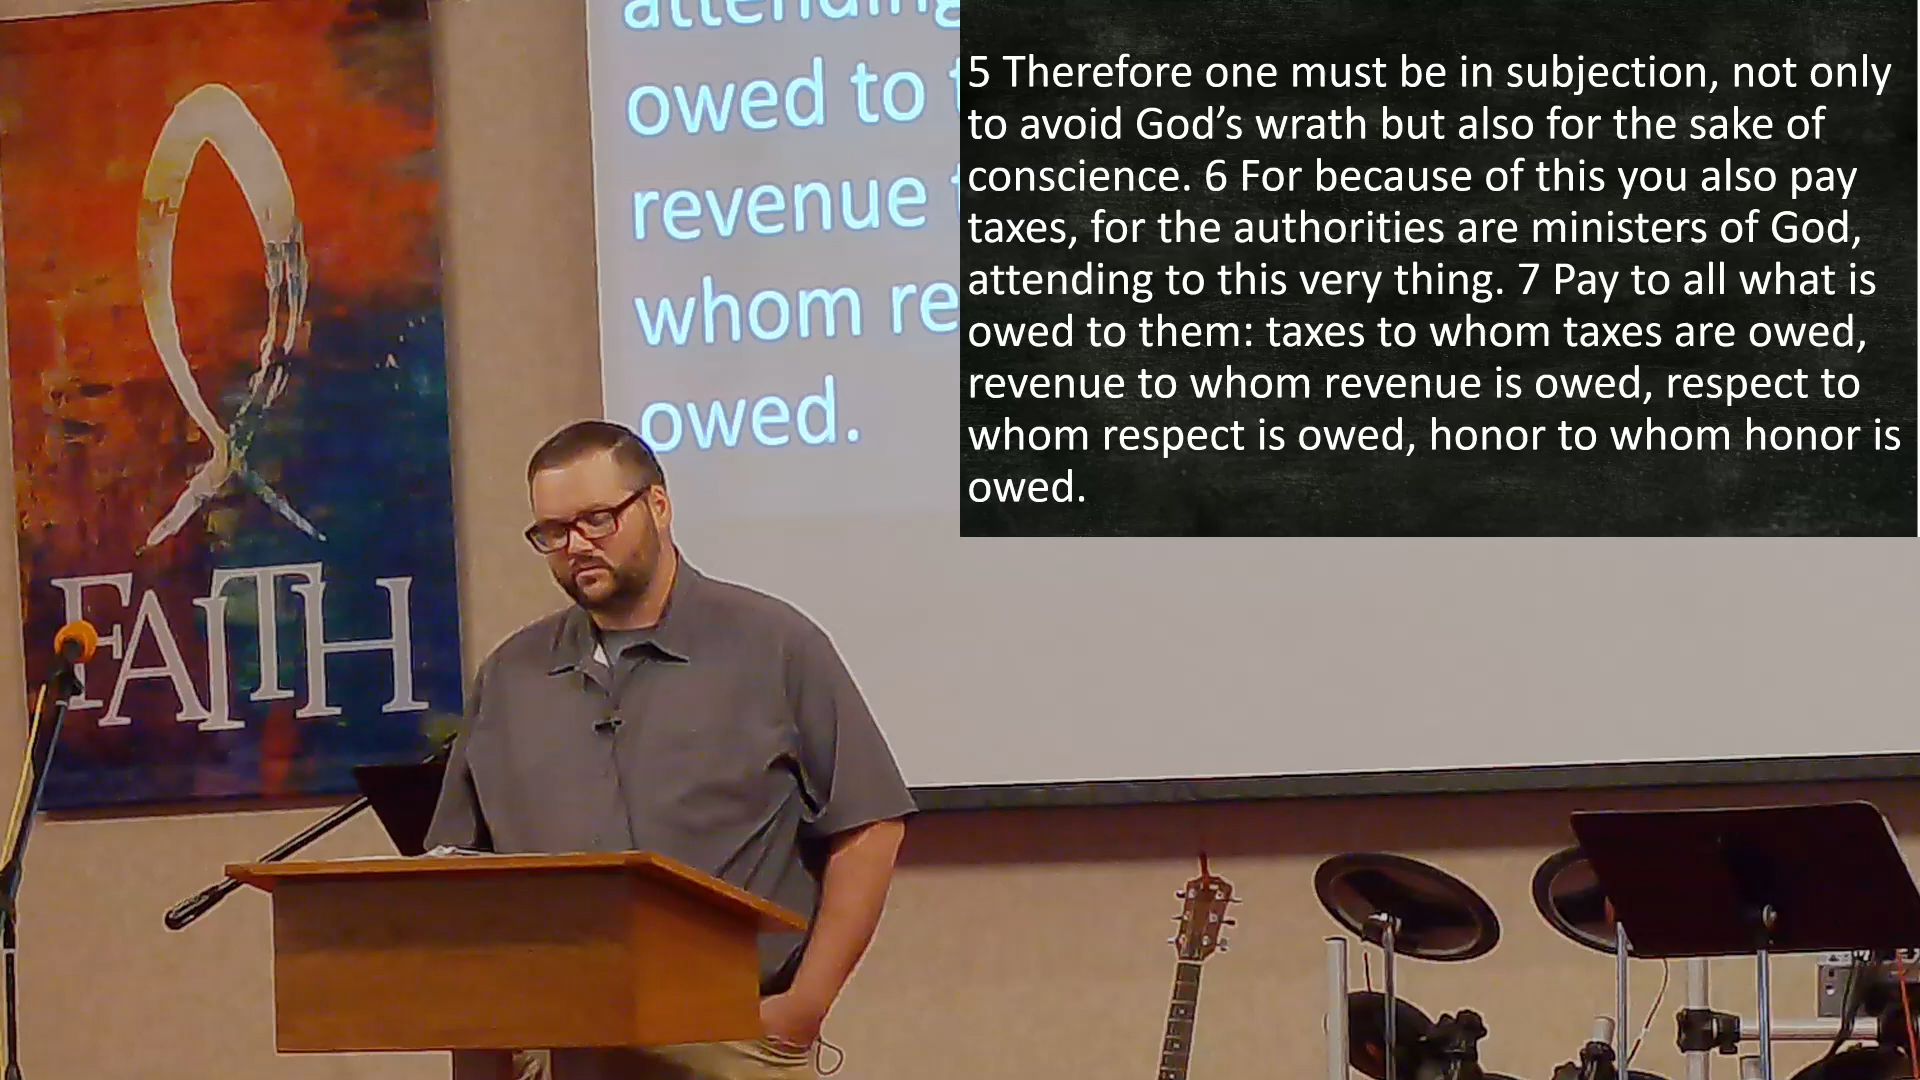 FAITH
attending
owed to
revenue
whom re
owed.
5 Therefore one must be in subjection, not only
to avoid God’s wrath but also for the sake of
conscience. 6 For because of this you also pay
taxes, for the authorities are ministers of God,
attending to this very thing. 7 Pay to all what is
owed to them: taxes to whom taxes are owed,
revenue to whom revenue is owed, respect to
whom respect is owed, honor to whom honor is
owed.